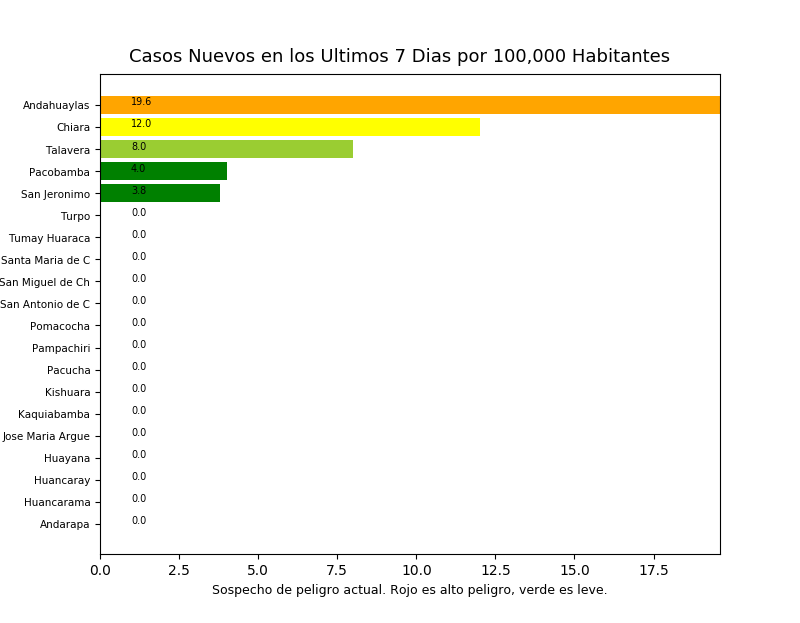 Casos Nuevos en los Ultimos 7 Dias por 100,000 Habitantes
Andahuaylas 19.6
Chiara 12.0
Talavera 8.0
Pacobamba 4.0
San Jeronimo 3.8
Turpo 0.0
Tumay Huaraca 0.0
Santa Maria de C 0.0
San Miguel de Ch 0.0
San Antonio de C 0.0
Pomacocha 0.0
Pampachiri 0.0
Pacucha 0.0
Kishuara 0.0
Kaquiabamba 0.0
Jose Maria Argue 0.0
Huayana 0.0
Huancaray 0.0
Huancarama 0.0
Andarapa 0.0
0.0 2.5 5.0 7.5 10.0 12.5 15.0 17.5
Sospecho de peligro actual. Rojo es alto peligro, verde es leve.